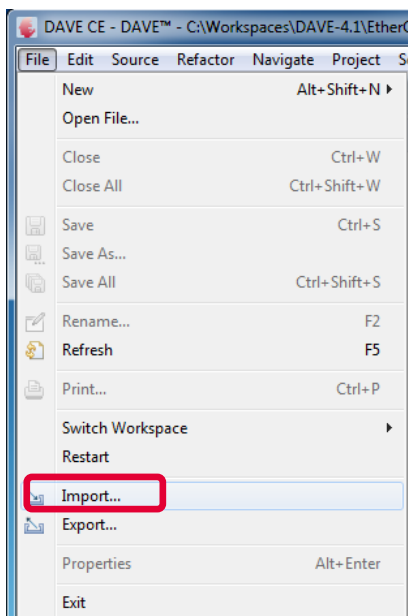 DAVE CE - DAVE™ - C:\Workspaces\DAVE-4.1\Ether
File Edit Source Refactor Navigate Project
New Alt+Shift+N
Open File...
Close Ctrl+W
Close All Ctrl+Shift+W
Save Ctrl+S
Save As...
Save All Ctrl+Shift+S
Rename... F2
Refresh F5
Print... Ctrl+P
Switch Workspace
Restart
Import...
Export...
Properties Alt+Enter
Exit